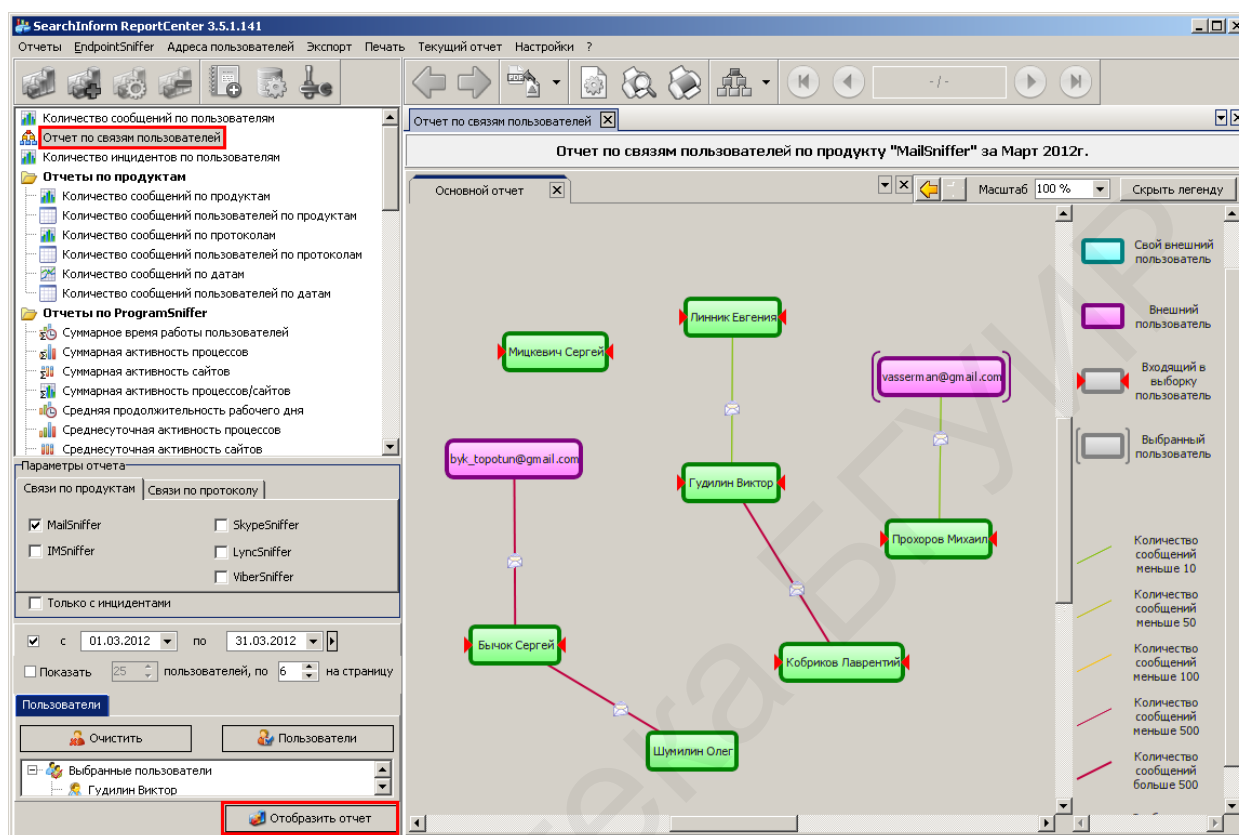 SearchInform ReportCenter 3.5.1.141
Отчеты EndpointSniffer Адреса пользователей Экспорт Печать Текущий отчет Настройки ?
- / -
Количество сообщений по пользователям
Отчет по связям пользователей
Количество инцидентов по пользователям
Отчеты по продуктам
Количество сообщений по продуктам
Количество сообщений пользователей по продуктам
Количество сообщений по протоколам
Количество сообщений пользователей по протоколам
Количество сообщений по датам
Количество сообщений пользователей по датам
Отчеты по ProgramSniffer
Суммарное время работы пользователей
Суммарная активность процессов
Суммарная активность сайтов
Суммарная активность процессов/сайтов
Средняя продолжительность рабочего дня
Среднесуточная активность процессов
Среднесуточная активность сайтов
Параметры отчета
Связи по продуктам Связи по протоколу
MailSniffer SkypeSniffer
IMSniffer LyncSniffer
ViberSniffer
Только с инцидентами
с 01.03.2012 по 31.03.2012
Показать 25 пользователей, по 6 на страницу
Пользователи
Очистить Пользователи
Выбранные пользователи
Гудилин Виктор
Отобразить отчет
Отчет по связям пользователей
Отчет по связям пользователей по продукту "MailSniffer" за Март 2012г.
Основной отчет Масштаб 100 % Скрыть легенду
Линник Евгения
Мицкевич Сергей
vasserman@gmail.com
byk_topotun@gmail.com
Гудилин Виктор
Прохоров Михаил
Бычок Сергей
Кобриков Лаврентий
Шумилин Олег
Свой внешний
пользователь
Внешний
пользователь
Входящий в
выборку
пользователь
Выбранный
пользователь
Количество
сообщений
меньше 10
Количество
сообщений
меньше 50
Количество
сообщений
меньше 100
Количество
сообщений
меньше 500
Количество
сообщений
больше 500